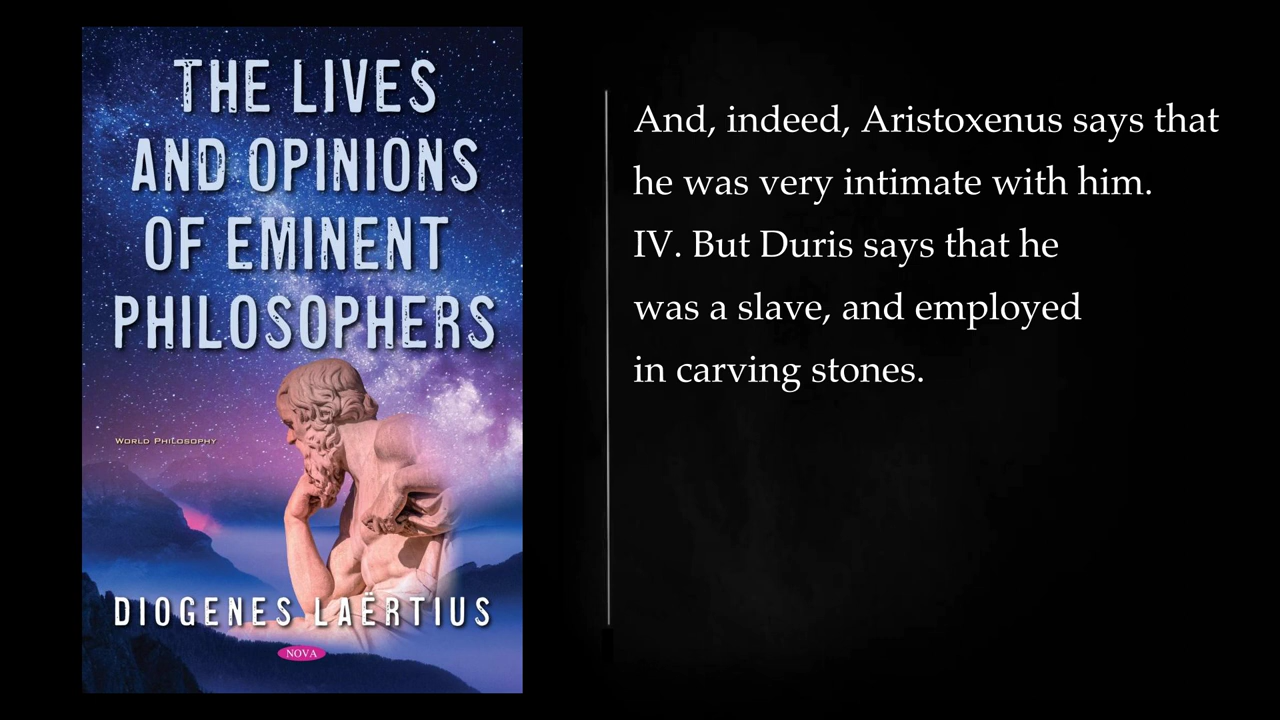 THE LIVES
AND OPINIONS
OF EMINENT
PHILOSOPHERS
WORLD PHILOSOPHY
DIOGENES LAËRTIUS
NOVA
And, indeed, Aristoxenus says that
he was very intimate with him.
IV. But Duris says that he
was a slave, and employed
in carving stones.